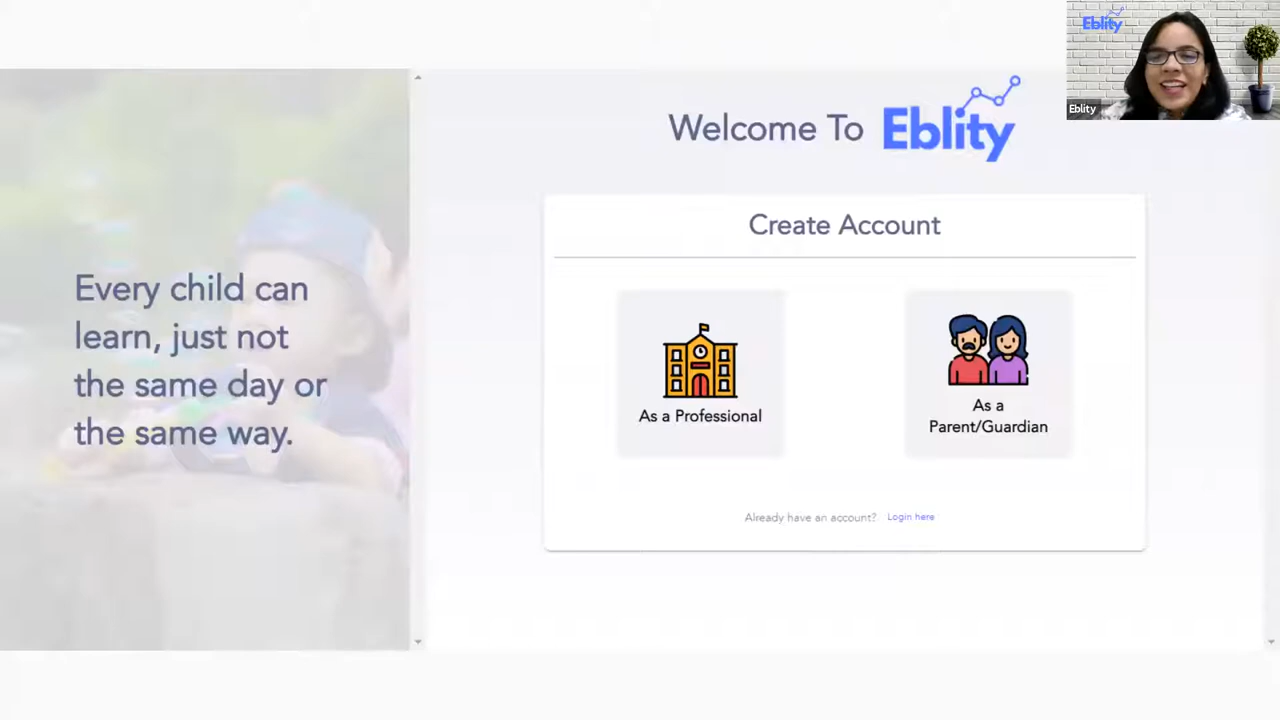 Eblity
Eblity
Welcome To Eblity
Create Account
Every child can
learn, just not
the same day or
the same way.
As a Professional
As a
Parent/Guardian
Already have an account? Login here